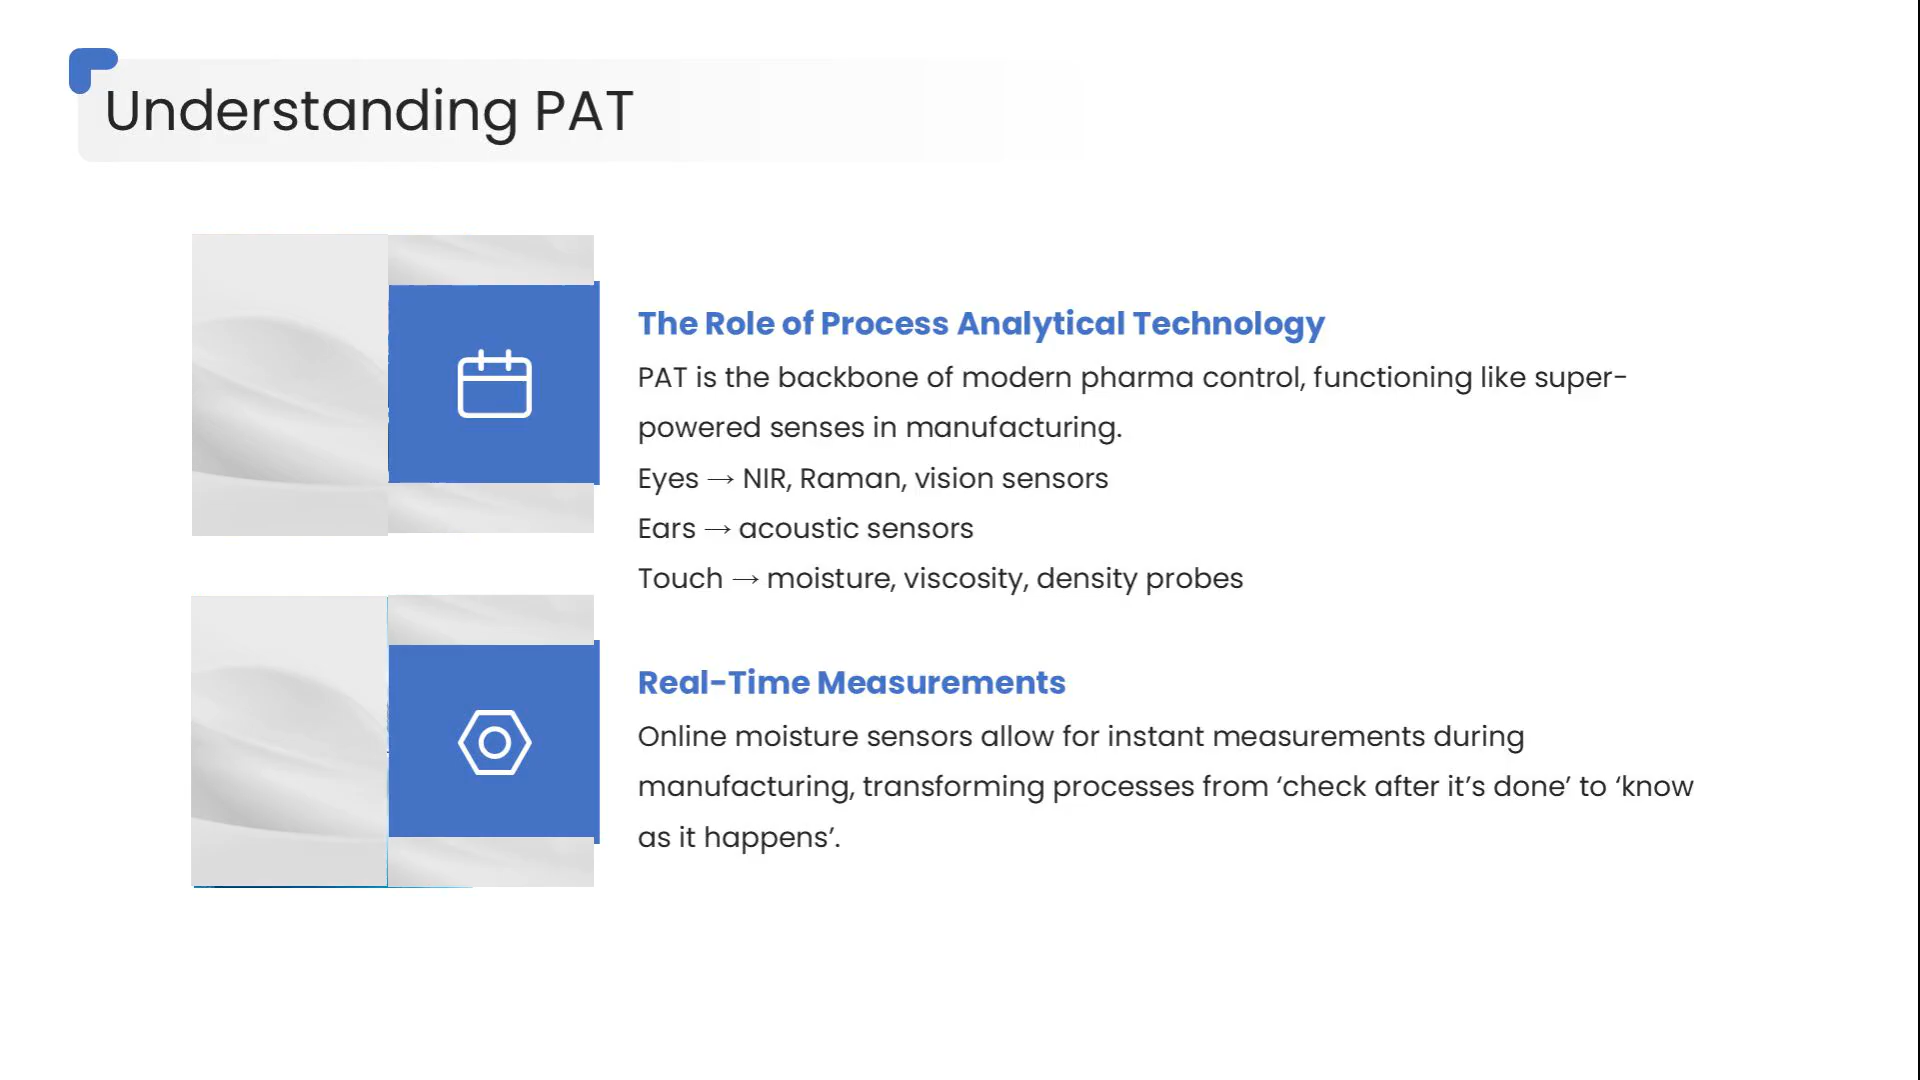 Understanding PAT
The Role of Process Analytical Technology
PAT is the backbone of modern pharma control, functioning like super-
powered senses in manufacturing.
Eyes → NIR, Raman, vision sensors
Ears → acoustic sensors
Touch → moisture, viscosity, density probes
Real-Time Measurements
Online moisture sensors allow for instant measurements during
manufacturing, transforming processes from ‘check after it’s done’ to ‘know
as it happens’.